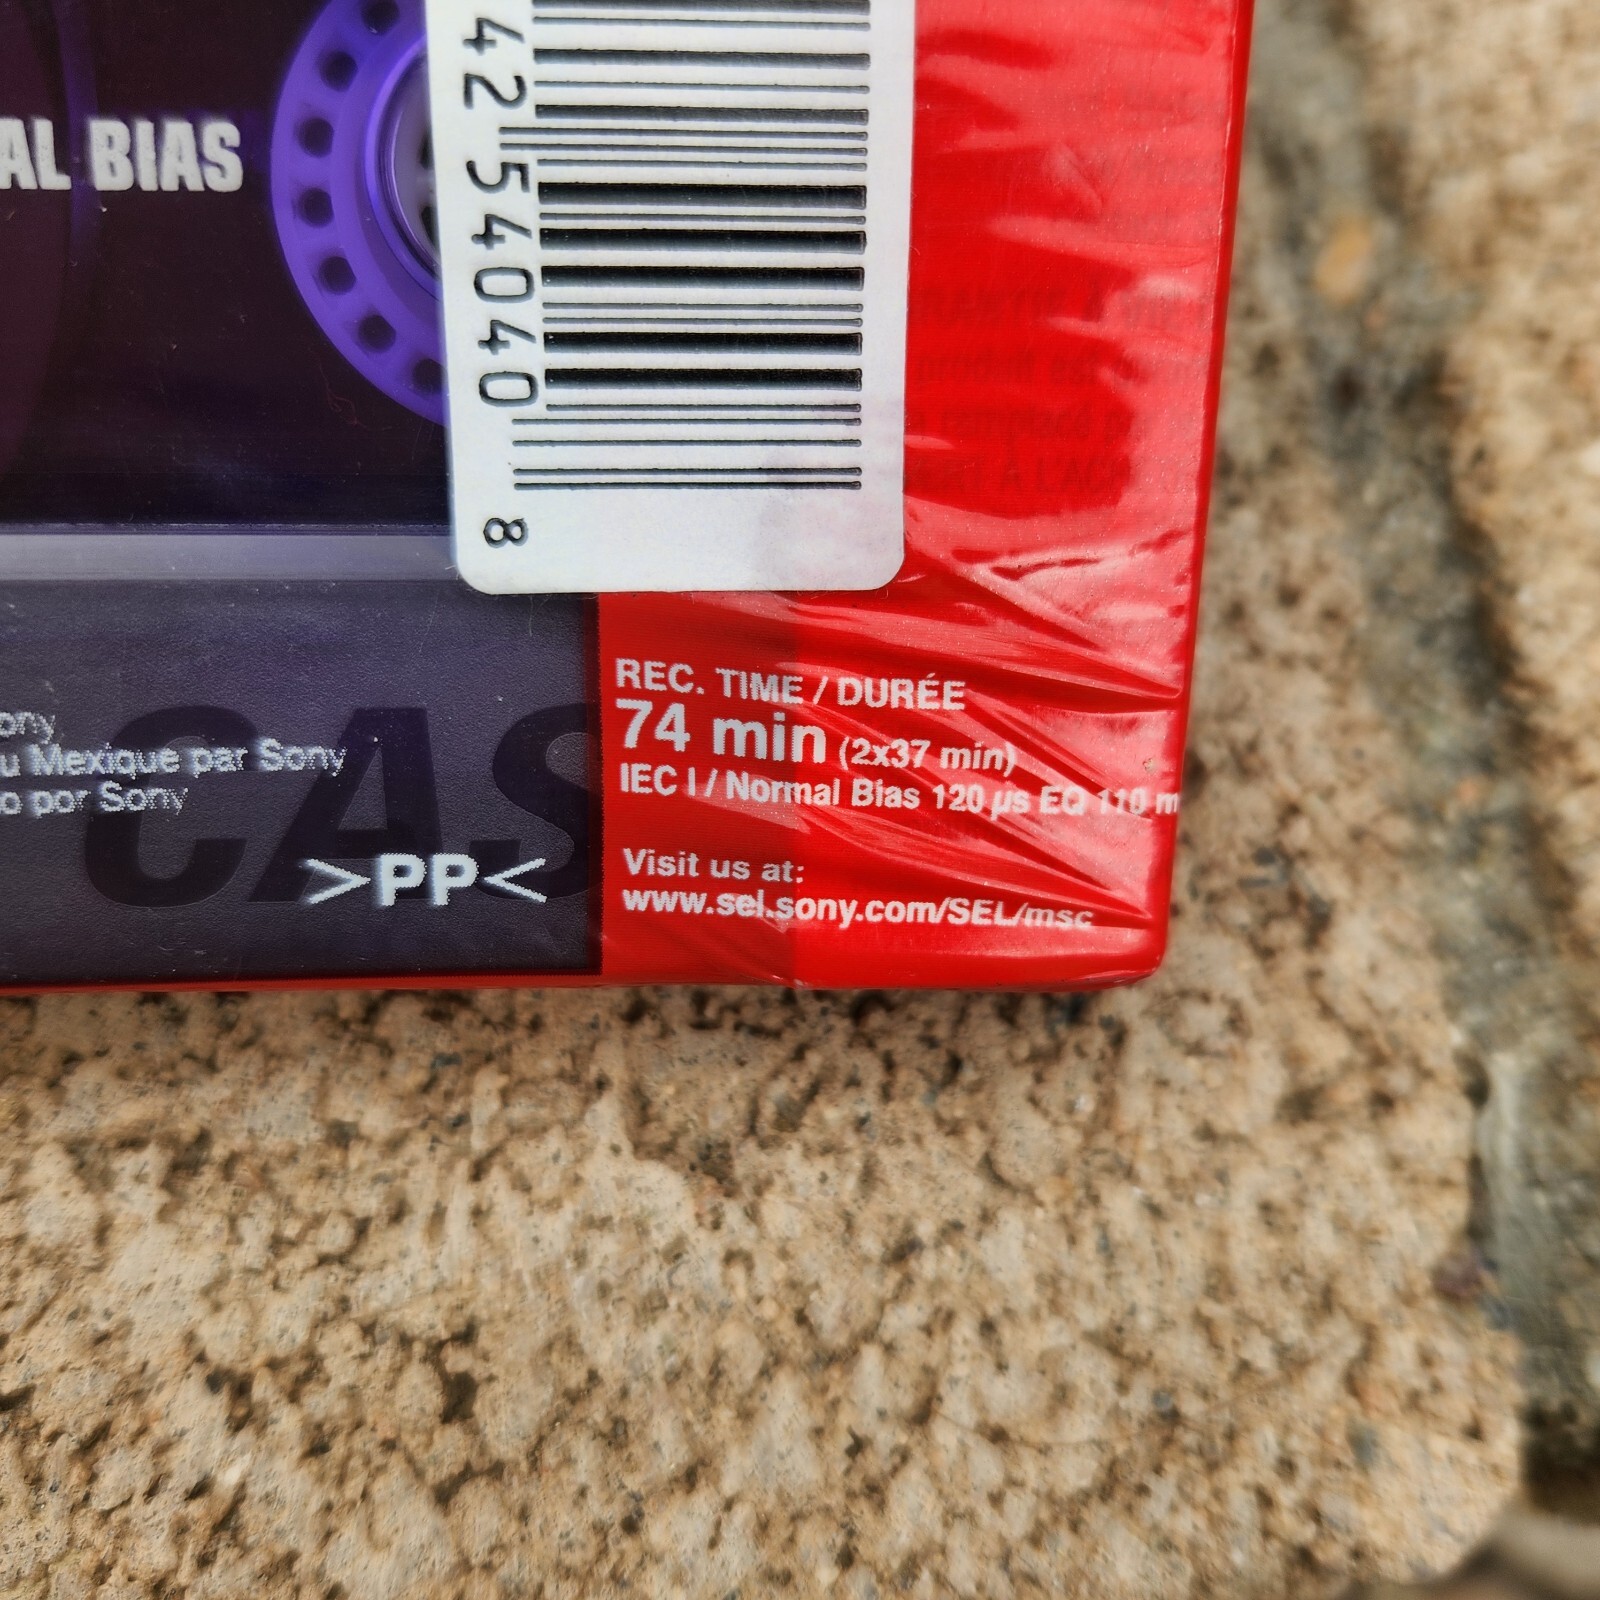 AL BIAS
42 54040 8
ony
u Mexique par Sony
o por Sony
CAS
>PP<
REC. TIME / DURÉE
74 min (2x37 min)
IEC I / Normal Bias 120 µs EQ 110 m
Visit us at:
www.sel.sony.com/SEL/msc